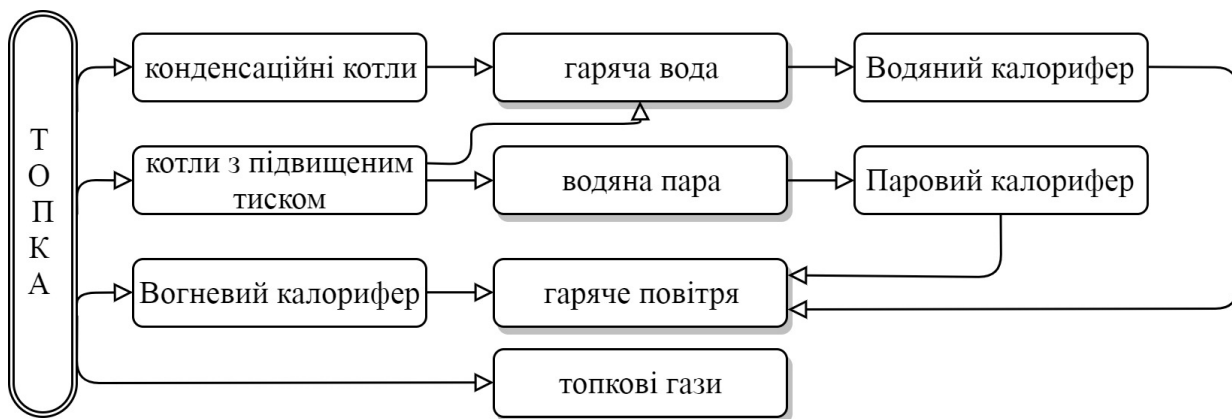 ТОПКА
конденсаційні котли
гаряча вода
Водяний калорифер
котли з підвищеним
тиском
водяна пара
Паровий калорифер
Вогневий калорифер
гаряче повітря
топкові гази